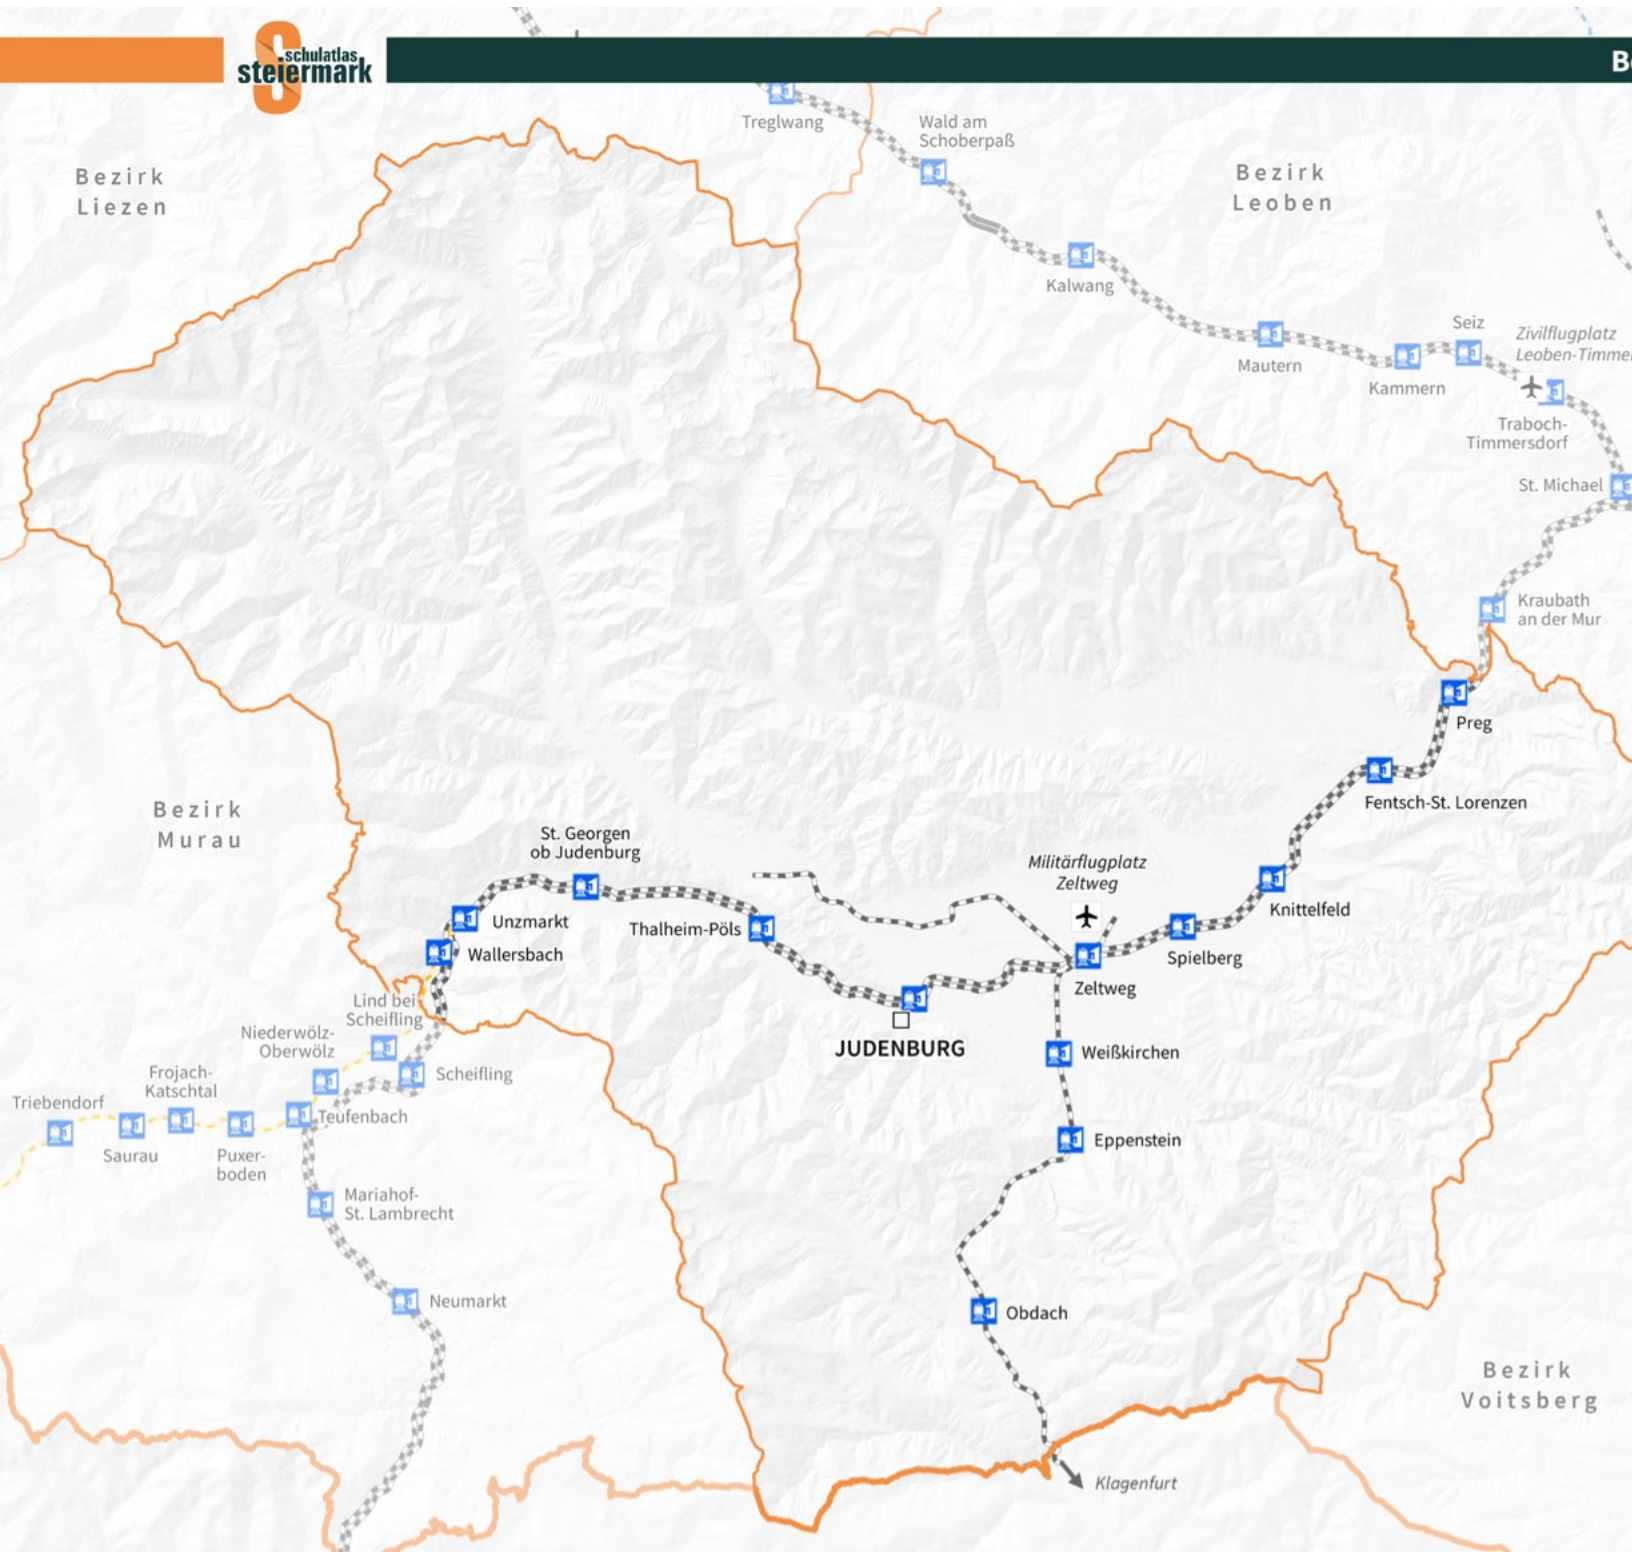 schulatlas
steiermark
Treglwang
Wald am
Schoberpaß
Bezirk
Liezen
Bezirk
Leoben
Kalwang
Seiz
Zivilflugplatz
Mautern
Kammern
Traboch-
Timmersdorf
St. Michael
Kraubath
an der Mur
Preg
Fentsch-St. Lorenzen
Bezirk
Murau
St. Georgen
ob Judenburg
Militärflugplatz
Zeltweg
Knittelfeld
Unzmarkt
Thalheim-Pöls
Wallersbach
Spielberg
Zeltweg
Lind bei
Scheifling
Niederwölz-
Oberwölz
JUDENBURG
Weißkirchen
Frojach-
Katschtal
Scheifling
Triebendorf
Teufenbach
Eppenstein
Saurau
Puxer-
boden
Mariahof-
St. Lambrecht
Neumarkt
Obdach
Bezirk
Voitsberg
Klagenfurt